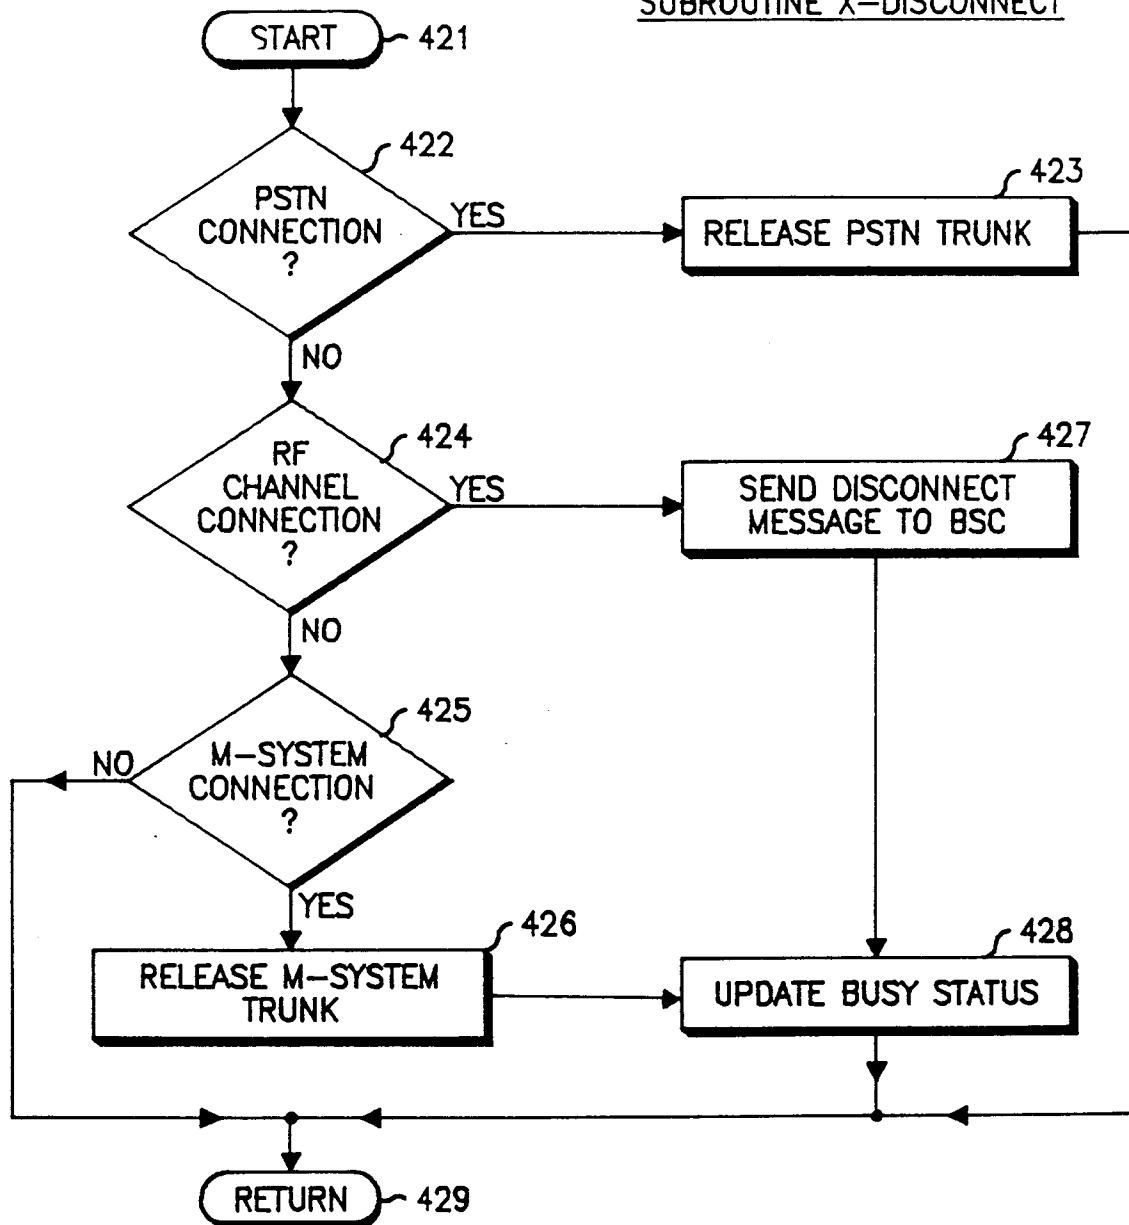 SUBROUTINE X-DISCONNECT
START
421
422
PSTN
CONNECTION
?
YES
423
RELEASE PSTN TRUNK
NO
424
RF
CHANNEL
CONNECTION
?
YES
427
SEND DISCONNECT
MESSAGE TO BSC
NO
425
NO
M-SYSTEM
CONNECTION
?
YES
426
RELEASE M-SYSTEM
TRUNK
428
UPDATE BUSY STATUS
RETURN
429